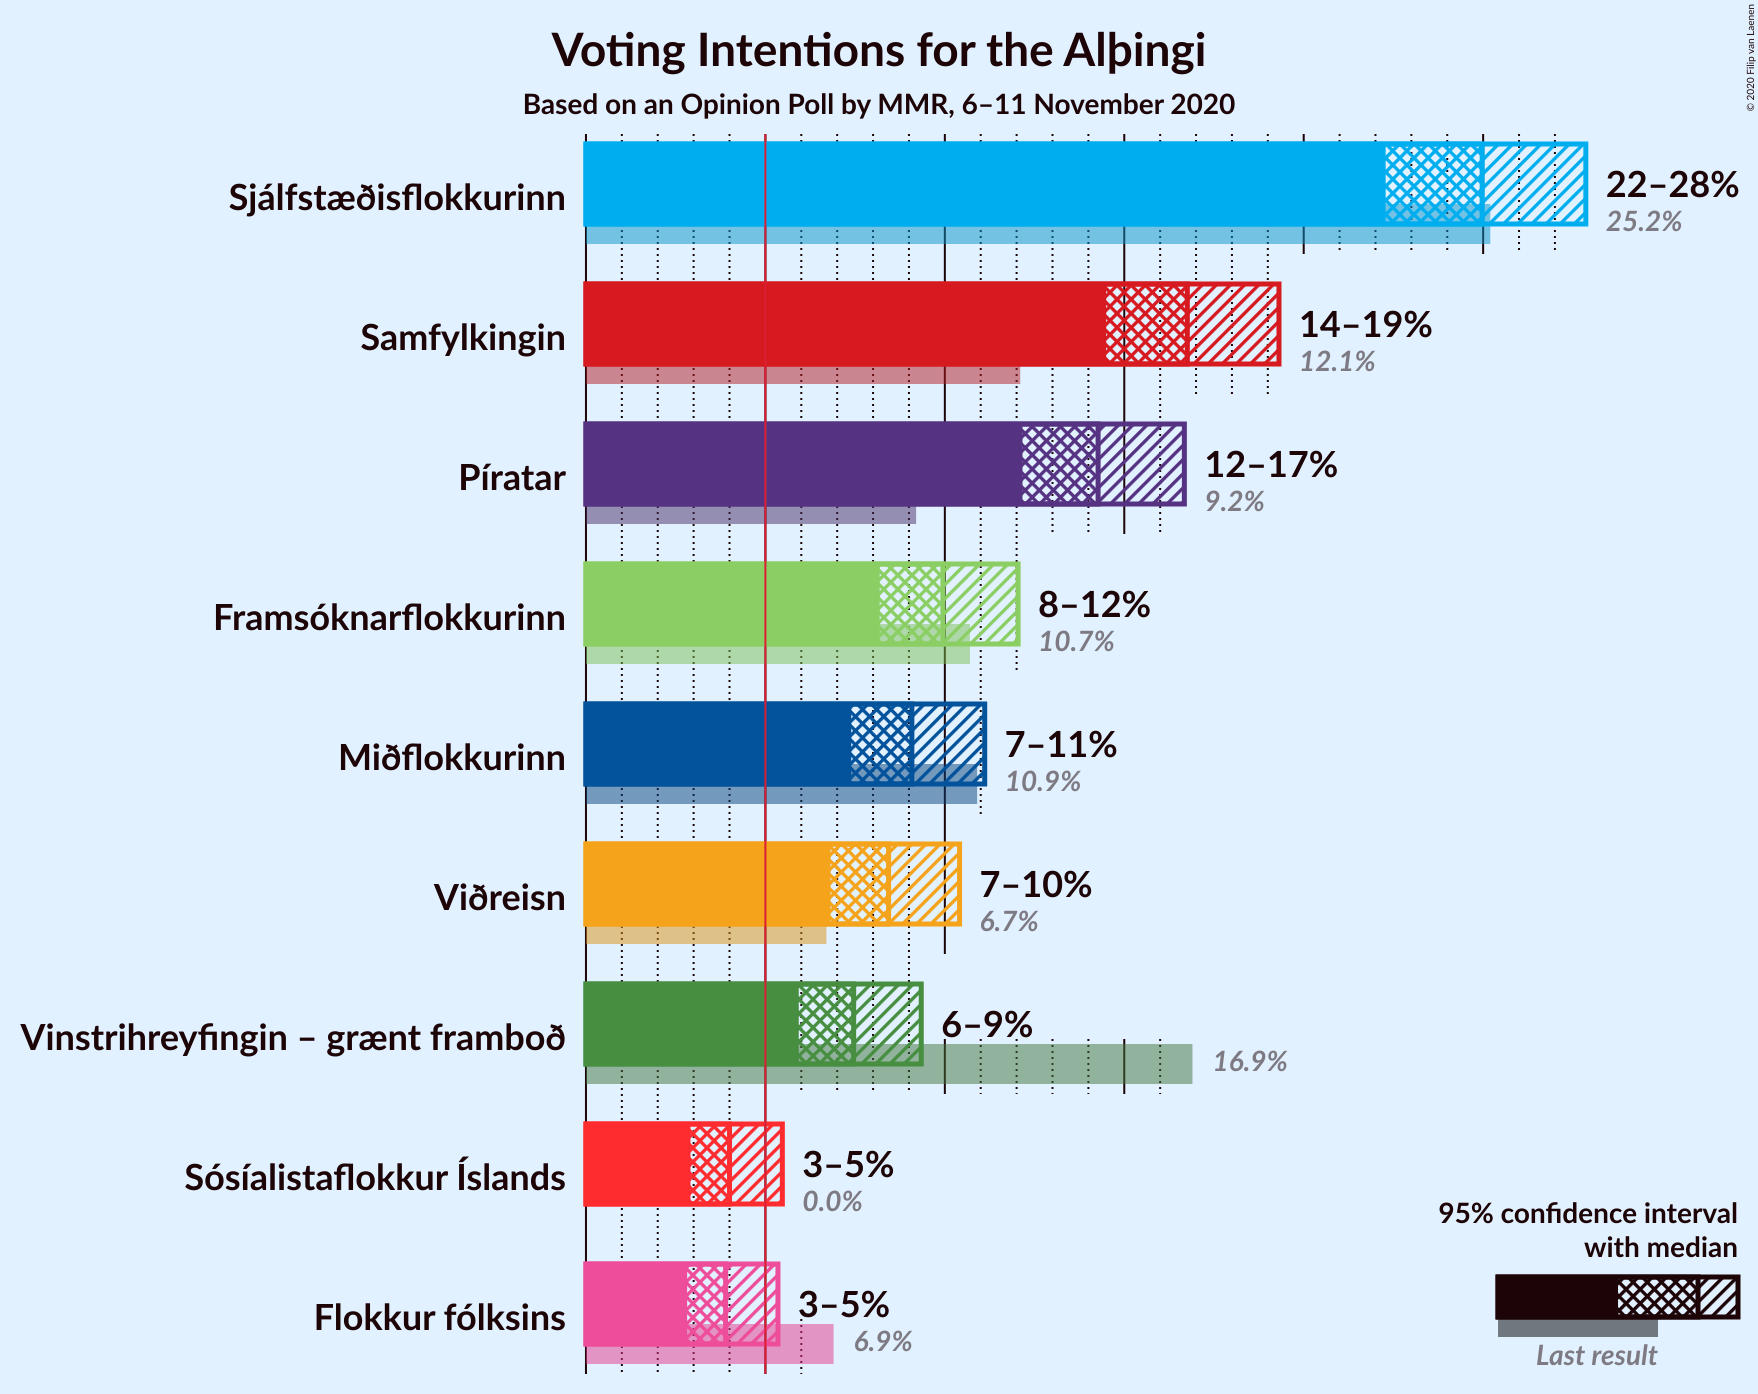 Voting Intentions for the Alþingi
Based on an Opinion Poll by MMR, 6–11 November 2020
© 2020 Filip van Laenen
Sjálfstæðisflokkurinn
22–28%
25.2%
Samfylkingin
14–19%
12.1%
Píratar
12–17%
9.2%
Framsóknarflokkurinn
8–12%
10.7%
Miðflokkurinn
7–11%
10.9%
Viðreisn
7–10%
6.7%
Vinstrihreyfingin – grænt framboð
6–9%
16.9%
Sósíalistaflokkur Íslands
3–5%
0.0%
Flokkur fólksins
3–5%
6.9%
95% confidence interval
with median
Last result